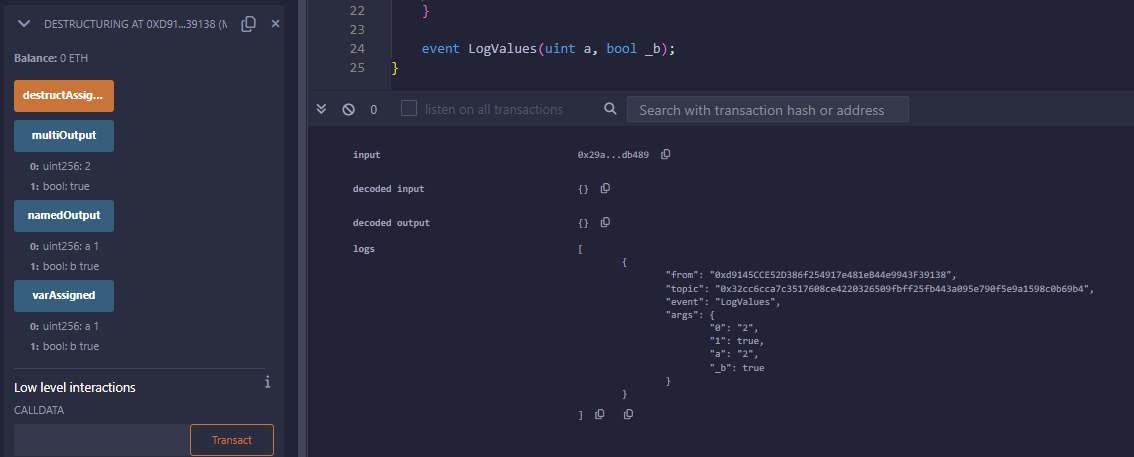 DESTRUCTURING AT 0XD91...39138 (M
Balance: 0 ETH
destructAssig...
multiOutput
0: uint256: 2
1: bool: true
namedOutput
0: uint256: a 1
1: bool: b true
varAssigned
0: uint256: a 1
1: bool: b true
Low level interactions
i
CALLDATA
Transact
22 }
23
24 event LogValues(uint a, bool _b);
25 }
0 listen on all transactions Search with transaction hash or address
input 0x29a...db489
decoded input {}
decoded output {}
logs [
{
"from": "0xd9145CCE52D386f254917e481eB44e9943F39138",
"topic": "0x32cc6cca7c3517608ce4220326509fbff25fb443a095e790f5e9a1598c0b69b4",
"event": "LogValues",
"args": {
"0": "2",
"1": true,
"a": "2",
"_b": true
}
}
]